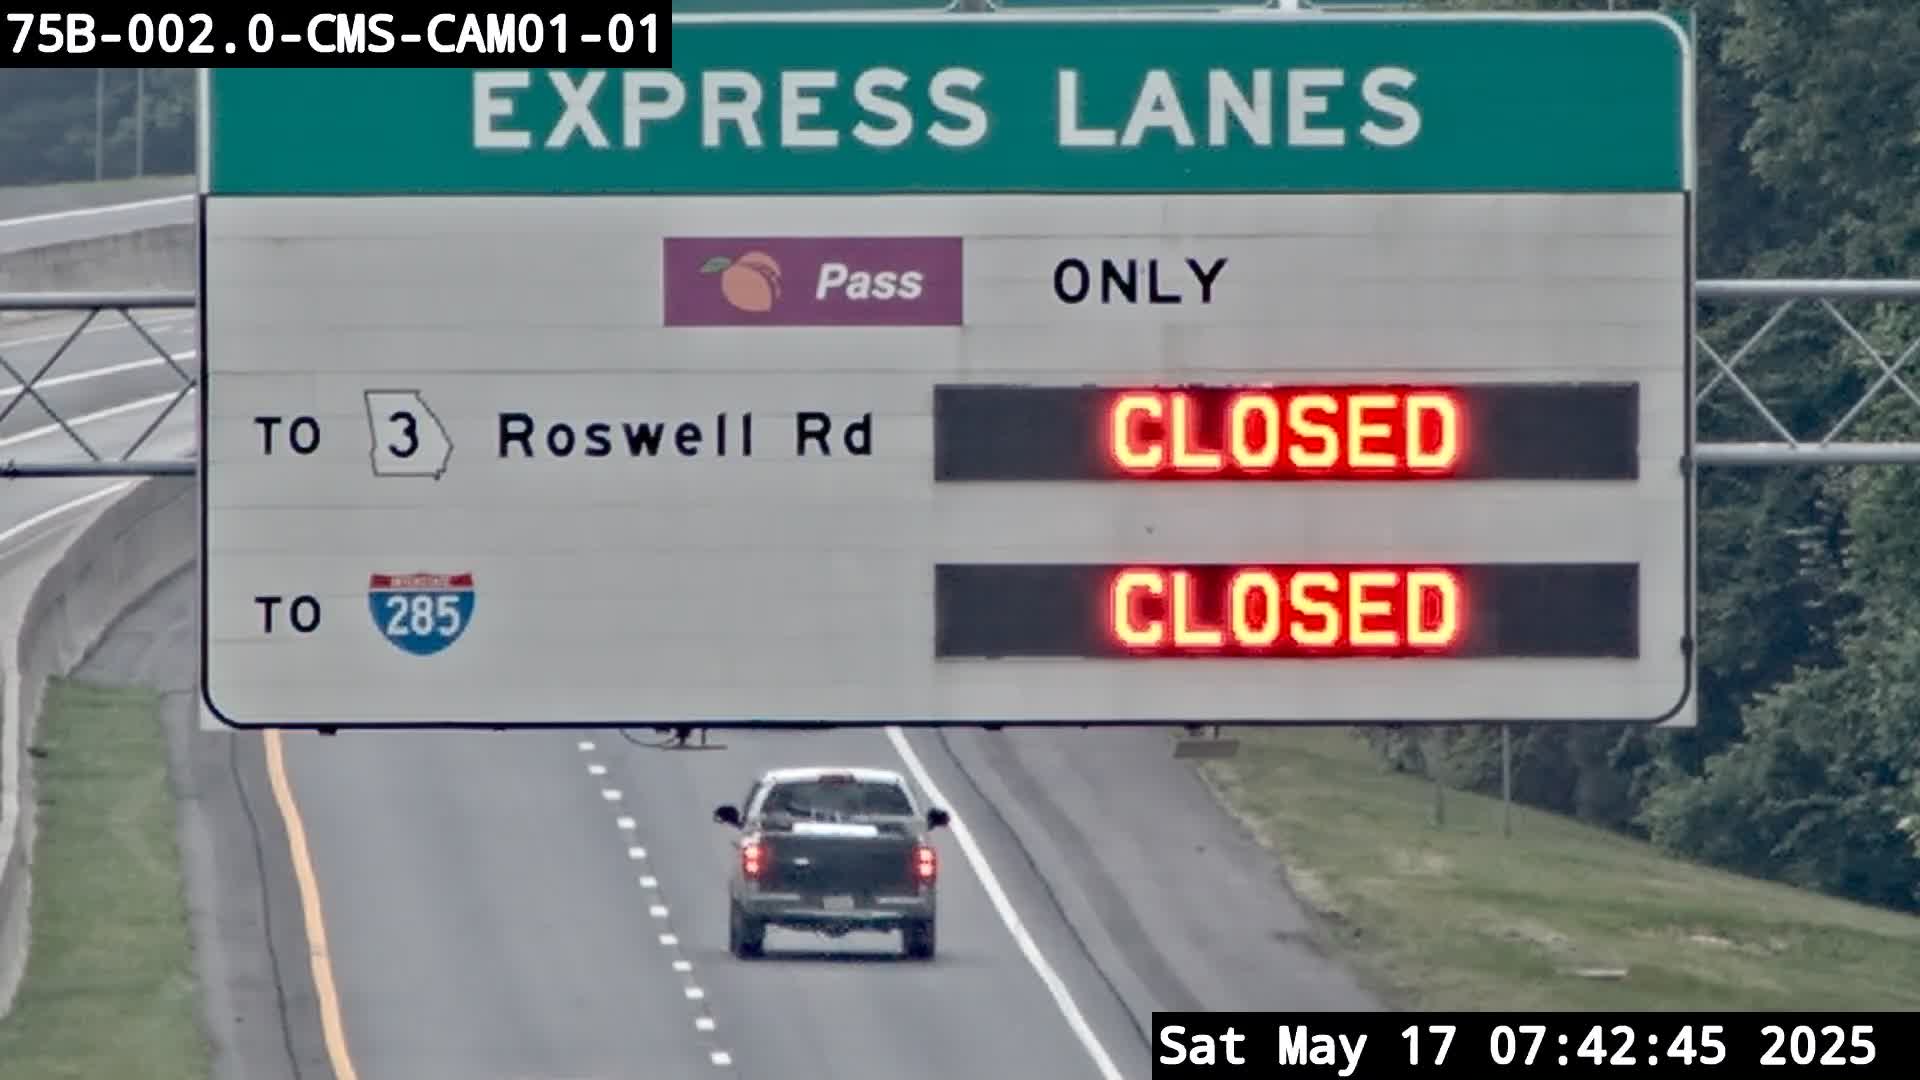 75B-002.0-CMS-CAM01-01
EXPRESS LANES
Pass ONLY
TO 3 Roswell Rd CLOSED
INTERSTATE
TO 285 CLOSED
Sat May 17 07:42:45 2025